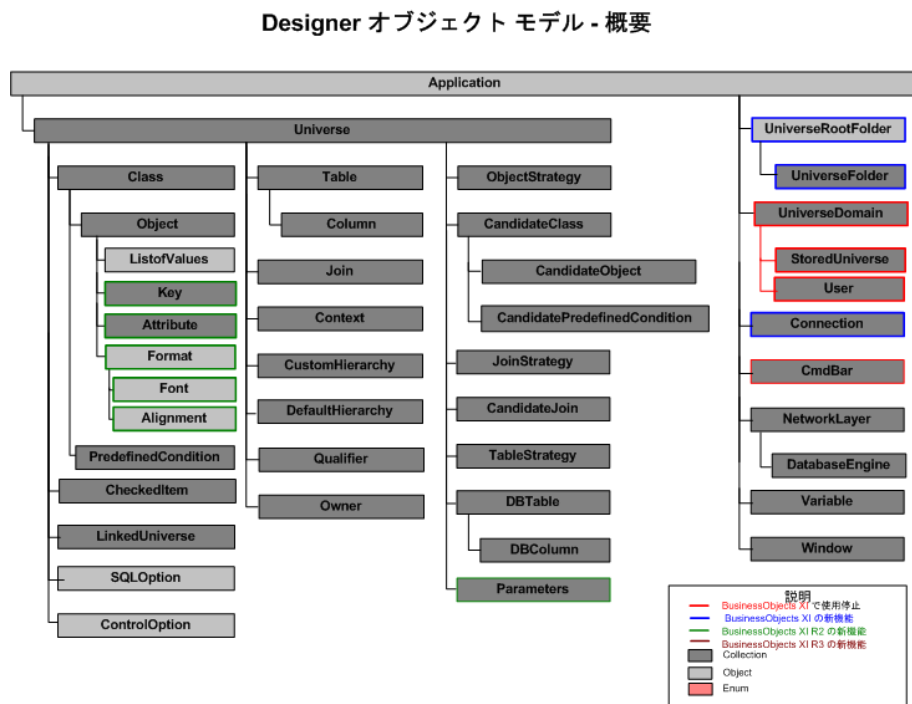 Designer オブジェクト モデル - 概要
Application
Universe
Class
Object
ListofValues
Key
Attribute
Format
Font
Alignment
PredefinedCondition
CheckedItem
LinkedUniverse
SQLOption
ControlOption
Table
Column
Join
Context
CustomHierarchy
DefaultHierarchy
Qualifier
Owner
ObjectStrategy
CandidateClass
CandidateObject
CandidatePredefinedCondition
JoinStrategy
CandidateJoin
TableStrategy
DBTable
DBColumn
Parameters
UniverseRootFolder
UniverseFolder
UniverseDomain
StoredUniverse
User
Connection
CmdBar
NetworkLayer
DatabaseEngine
Variable
Window
説明
BusinessObjects XI で使用停止
BusinessObjects XI の新機能
BusinessObjects XI R2 の新機能
BusinessObjects XI R3 の新機能
Collection
Object
Enum